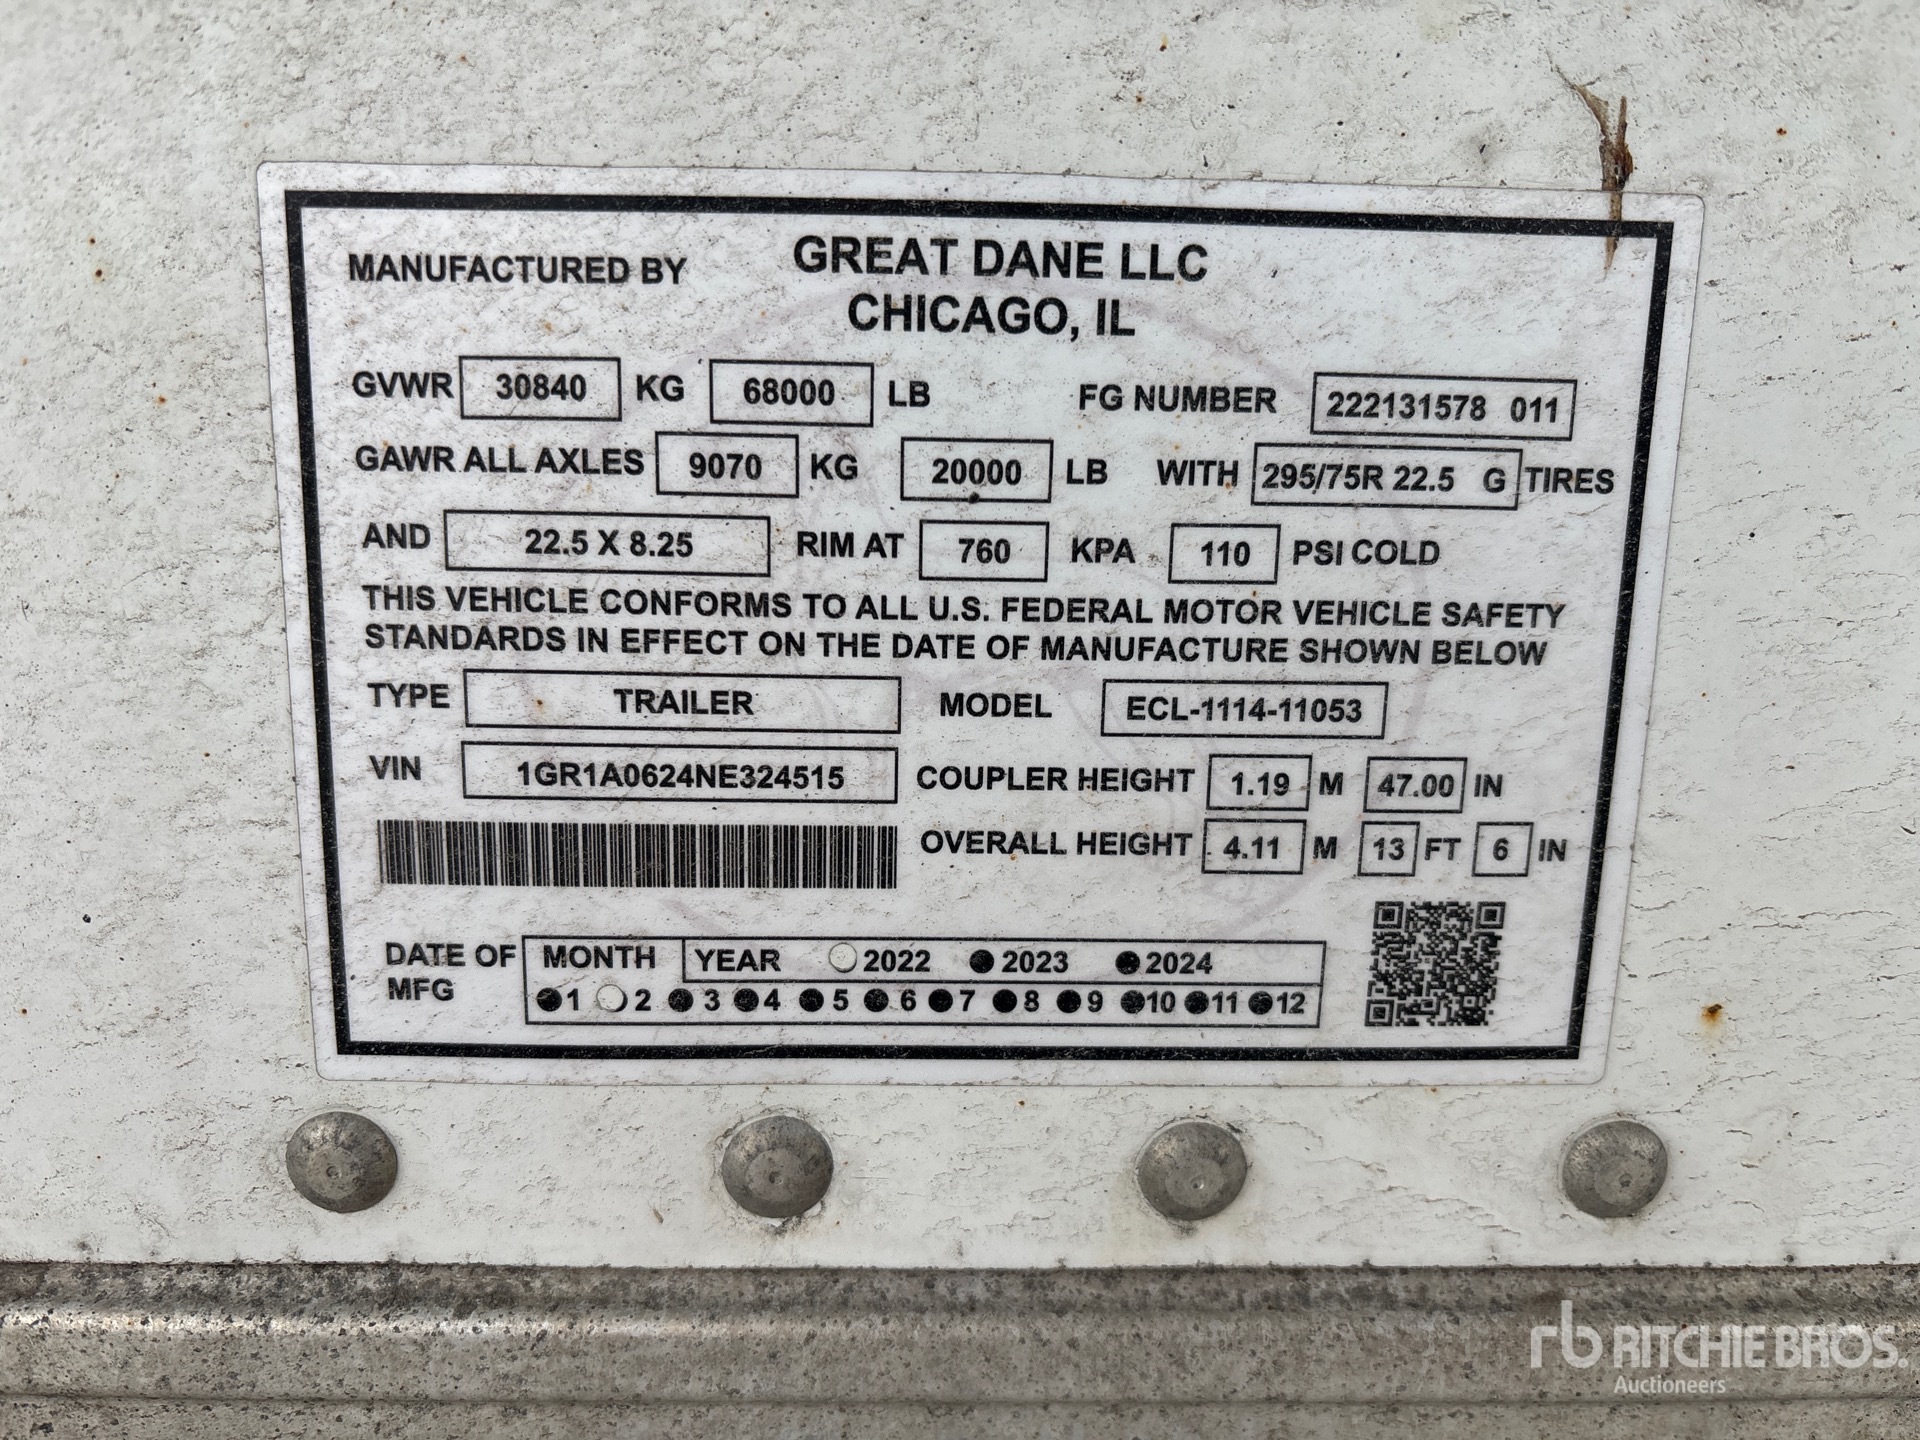 MANUFACTURED BY GREAT DANE LLC
CHICAGO, IL
GVWR 30840 KG 68000 LB FG NUMBER 222131578 011
GAWR ALL AXLES 9070 KG 20000 LB WITH 295/75R 22.5 G TIRES
AND 22.5 X 8.25 RIM AT 760 KPA 110 PSI COLD
THIS VEHICLE CONFORMS TO ALL U.S. FEDERAL MOTOR VEHICLE SAFETY
STANDARDS IN EFFECT ON THE DATE OF MANUFACTURE SHOWN BELOW
TYPE TRAILER MODEL ECL-1114-11053
VIN 1GR1A0624NE324515 COUPLER HEIGHT 1.19 M 47.00 IN
OVERALL HEIGHT 4.11 M 13 FT 6 IN
DATE OF MFG MONTH YEAR 2022 2023 2024
1 2 3 4 5 6 7 8 9 10 11 12
rb RITCHIE BROS.
Auctioneers